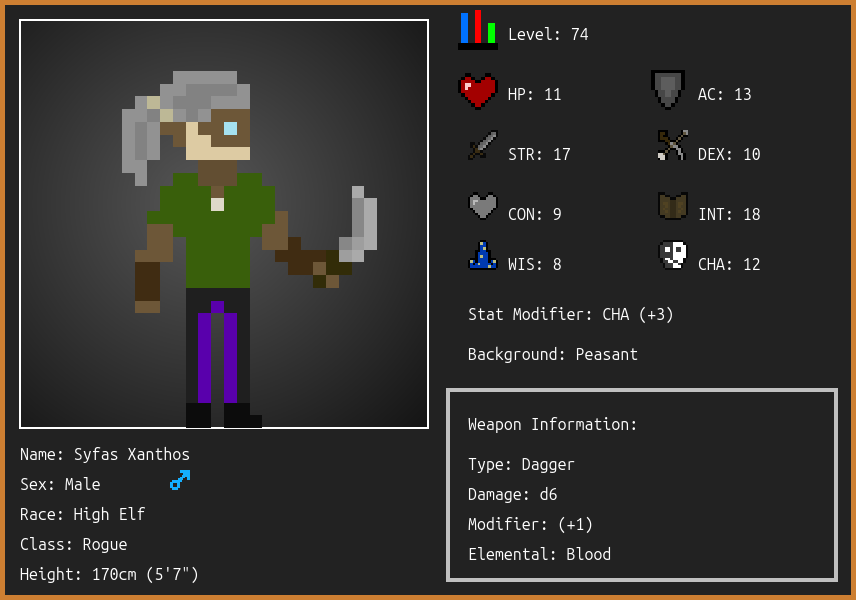 Level: 74
HP: 11
AC: 13
STR: 17
DEX: 10
CON: 9
INT: 18
WIS: 8
CHA: 12
Stat Modifier: CHA (+3)
Background: Peasant
Weapon Information:
Type: Dagger
Damage: d6
Modifier: (+1)
Elemental: Blood
Name: Syfas Xanthos
Sex: Male
Race: High Elf
Class: Rogue
Height: 170cm (5'7")